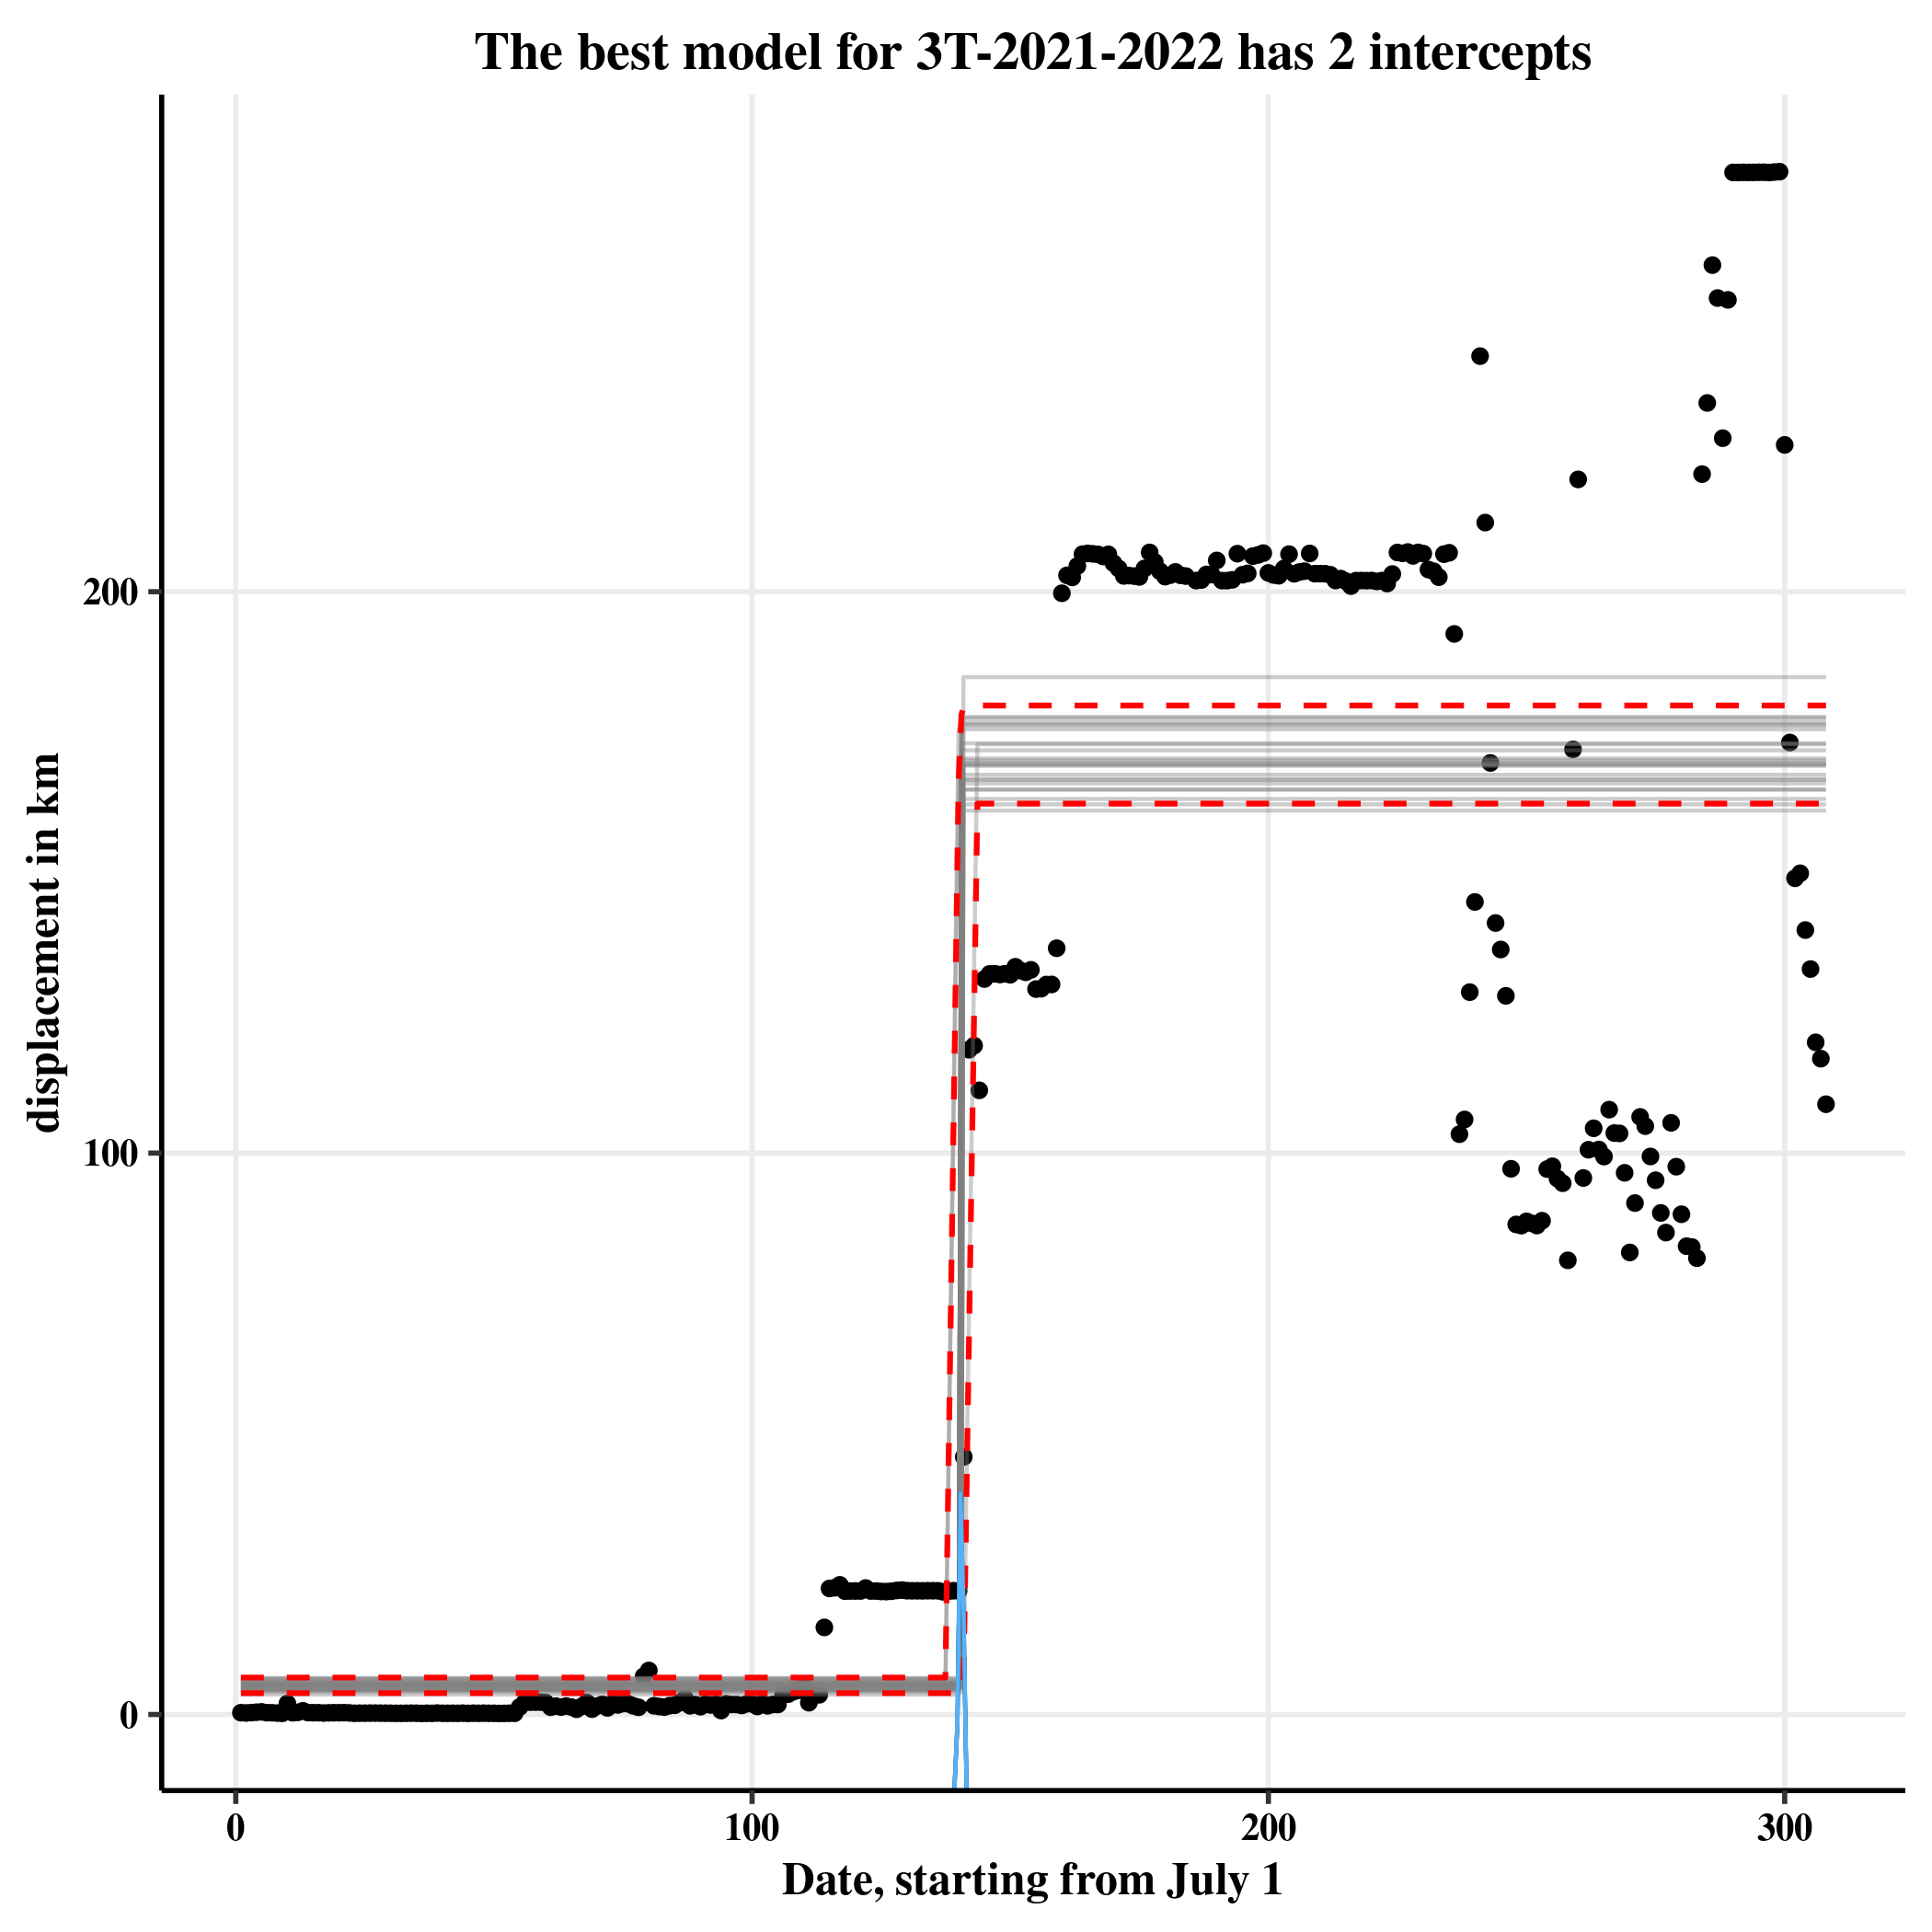 The best model for 3T-2021-2022 has 2 intercepts
displacement in km
200
100
0
0 100 200 300
Date, starting from July 1